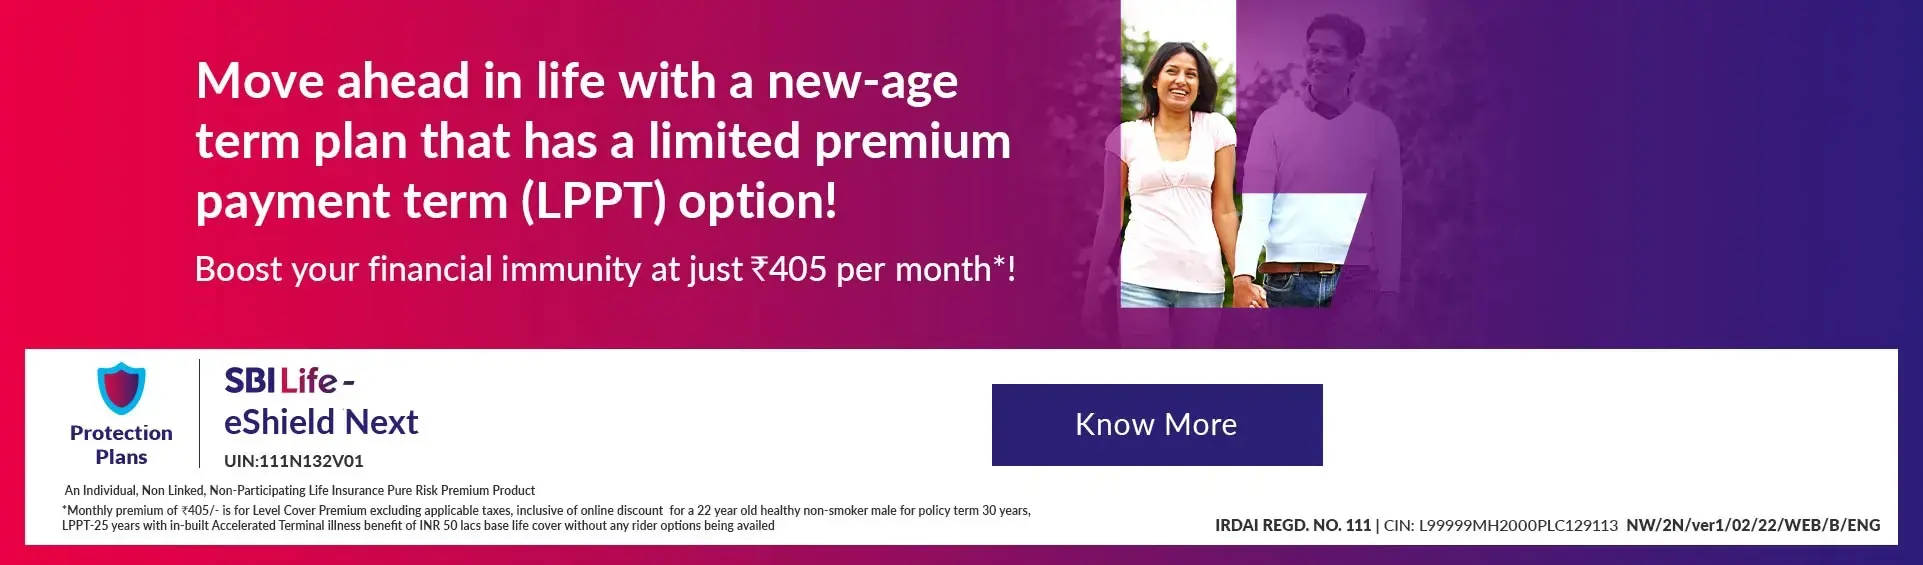 Move ahead in life with a new-age
term plan that has a limited premium
payment term (LPPT) option!
Boost your financial immunity at just ₹405 per month*!
Protection
Plans
SBI Life -
eShield Next
UIN:111N132V01
Know More
An Individual, Non Linked, Non-Participating Life Insurance Pure Risk Premium Product
*Monthly premium of ₹405/- is for Level Cover Premium excluding applicable taxes, inclusive of online discount for a 22 year old healthy non-smoker male for policy term 30 years,
LPPT-25 years with in-built Accelerated Terminal illness benefit of INR 50 lacs base life cover without any rider options being availed
IRDAI REGD. NO. 111 | CIN: L99999MH2000PLC129113 NW/2N/ver1/02/22/WEB/B/ENG